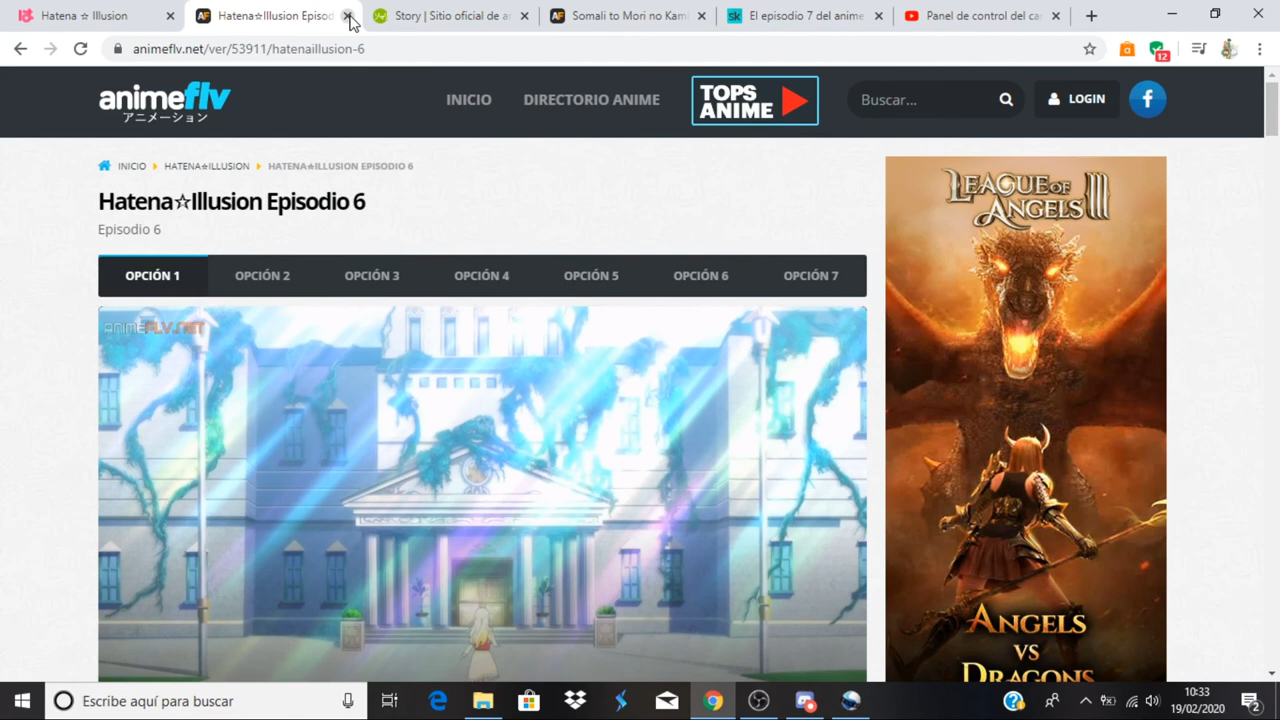 Hatena ☆ Illusion
Hatena☆Illusion Episod
Story | Sitio oficial de a
Somali to Mori no Kami
El episodio 7 del anime
Panel de control del ca
animeflv.net/ver/53911/hatenaillusion-6
12
animeflv
アニメーション
INICIO
DIRECTORIO ANIME
TOPS
ANIME
Buscar...
LOGIN
INICIO HATENA☆ILLUSION HATENA☆ILLUSION EPISODIO 6
Hatena☆Illusion Episodio 6
Episodio 6
OPCIÓN 1 OPCIÓN 2 OPCIÓN 3 OPCIÓN 4 OPCIÓN 5 OPCIÓN 6 OPCIÓN 7
ANIMEFLV.NET
LEAGUE OF
ANGELS III
ANGELS
VS
DRAGONS
Escribe aquí para buscar
10:33
19/02/2020
2